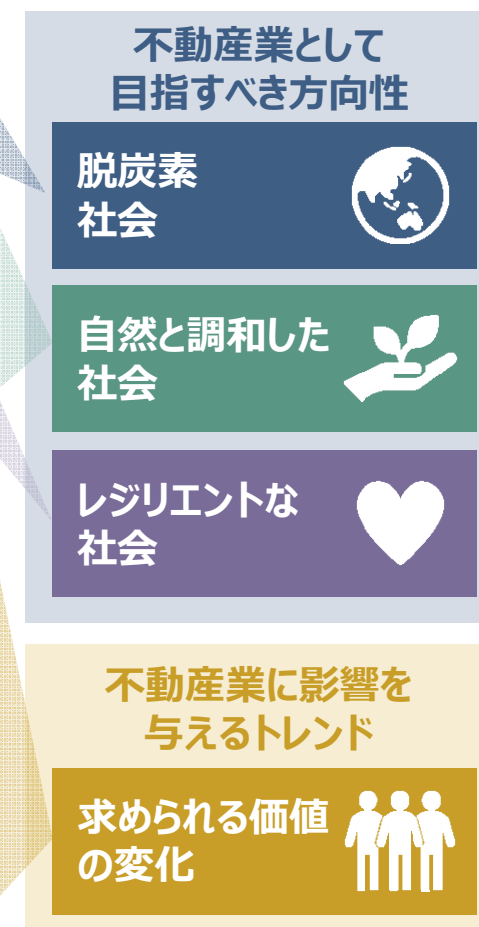 不動産業として
目指すべき方向性
脱炭素
社会
自然と調和した
社会
レジリエントな
社会
不動産業に影響を
与えるトレンド
求められる価値
の変化